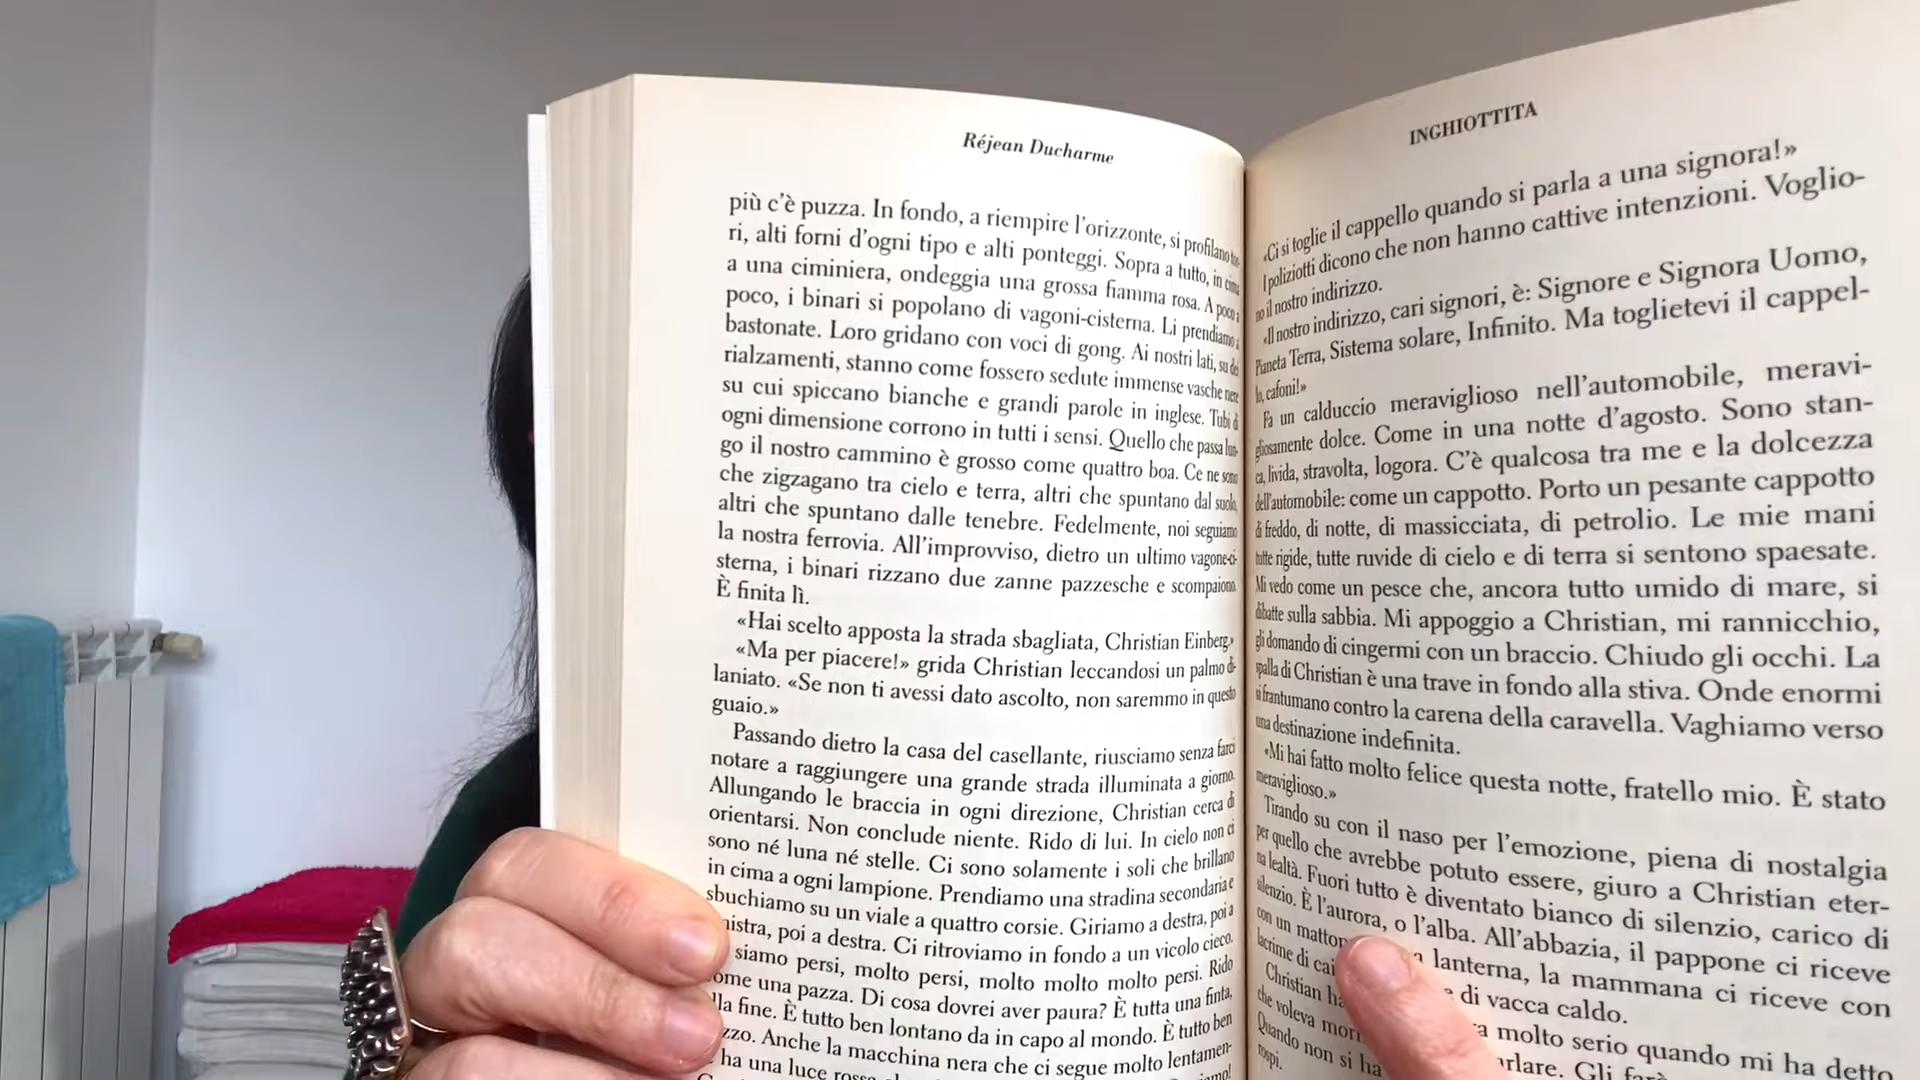 Réjean Ducharme
più c'è puzza. In fondo, a riempire l'orizzonte, si profilano
ri, alti forni d'ogni tipo e alti ponteggi. Sopra a tutto, in cima
a una ciminiera, ondeggia una grossa fiamma rosa. A poco a
poco, i binari si popolano di vagoni-cisterna. Li prendiamo a
bastonate. Loro gridano con voci di gong. Ai nostri lati, su dei
rialzamenti, stanno come fossero sedute immense vasche nere
su cui spiccano bianche e grandi parole in inglese. Tubi di
ogni dimensione corrono in tutti i sensi. Quello che passa lun-
go il nostro cammino è grosso come quattro boa. Ce ne sono
che zigzagano tra cielo e terra, altri che spuntano dal suolo,
altri che spuntano dalle tenebre. Fedelmente, noi seguiamo
la nostra ferrovia. All'improvviso, dietro un ultimo vagone-ci-
sterna, i binari rizzano due zanne pazzesche e scompaiono.
È finita lì.
«Hai scelto apposta la strada sbagliata, Christian Einberg.»
«Ma per piacere!» grida Christian leccandosi un palmo di-
laniato. «Se non ti avessi dato ascolto, non saremmo in questo
guaio.»
Passando dietro la casa del casellante, riusciamo senza farci
notare a raggiungere una grande strada illuminata a giorno.
Allungando le braccia in ogni direzione, Christian cerca di
orientarsi. Non conclude niente. Rido di lui. In cielo non ci
sono né luna né stelle. Ci sono solamente i soli che brillano
in cima a ogni lampione. Prendiamo una stradina secondaria e
sbuchiamo su un viale a quattro corsie. Giriamo a destra, poi a
nistra, poi a destra. Ci ritroviamo in fondo a un vicolo cieco.
siamo persi, molto persi, molto molto molto persi. Rido
ome una pazza. Di cosa dovrei aver paura? È tutta una finta,
lla fine. È tutto ben lontano da in capo al mondo. È tutto ben
zzo. Anche la macchina nera che ci segue molto lentamen-
ha una luce
INGHIOTTITA
«Ci si toglie il cappello quando si parla a una signora!»
I poliziotti dicono che non hanno cattive intenzioni. Voglio-
no il nostro indirizzo.
«Il nostro indirizzo, cari signori, è: Signore e Signora Uomo,
Pianeta Terra, Sistema solare, Infinito. Ma toglietevi il cappel-
lo, cafoni!»
Fa un calduccio meraviglioso nell'automobile, meravi-
gliosamente dolce. Come in una notte d'agosto. Sono stan-
ca, livida, stravolta, logora. C'è qualcosa tra me e la dolcezza
dell'automobile: come un cappotto. Porto un pesante cappotto
di freddo, di notte, di massicciata, di petrolio. Le mie mani
tutte rigide, tutte ruvide di cielo e di terra si sentono spaesate.
Mi vedo come un pesce che, ancora tutto umido di mare, si
dibatte sulla sabbia. Mi appoggio a Christian, mi rannicchio,
gli domando di cingermi con un braccio. Chiudo gli occhi. La
spalla di Christian è una trave in fondo alla stiva. Onde enormi
si frantumano contro la carena della caravella. Vaghiamo verso
una destinazione indefinita.
«Mi hai fatto molto felice questa notte, fratello mio. È stato
meraviglioso.»
Tirando su con il naso per l'emozione, piena di nostalgia
per quello che avrebbe potuto essere, giuro a Christian eter-
na lealtà. Fuori tutto è diventato bianco di silenzio, carico di
silenzio. È l'aurora, o l'alba. All'abbazia, il pappone ci riceve
con un matton lanterna, la mammana ci riceve con
lacrime di cai e di vacca caldo.
Christian ha molto serio quando mi ha detto
che voleva mor
Quando non si ha
rospi.